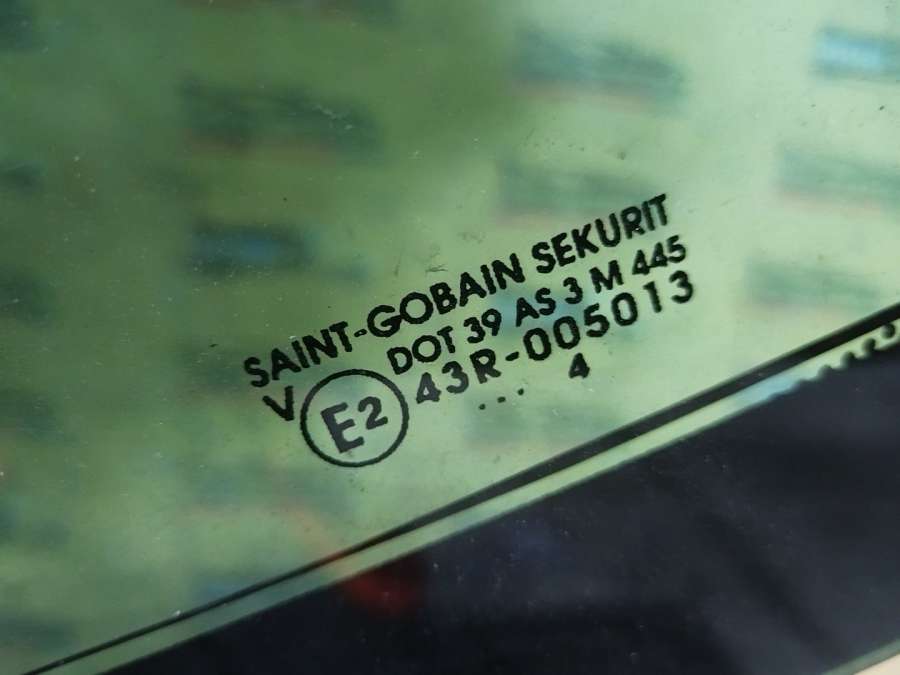 SAINT-GOBAIN SEKURIT
DOT 39 AS 3 M 445
V E2 43R-005013
... 4